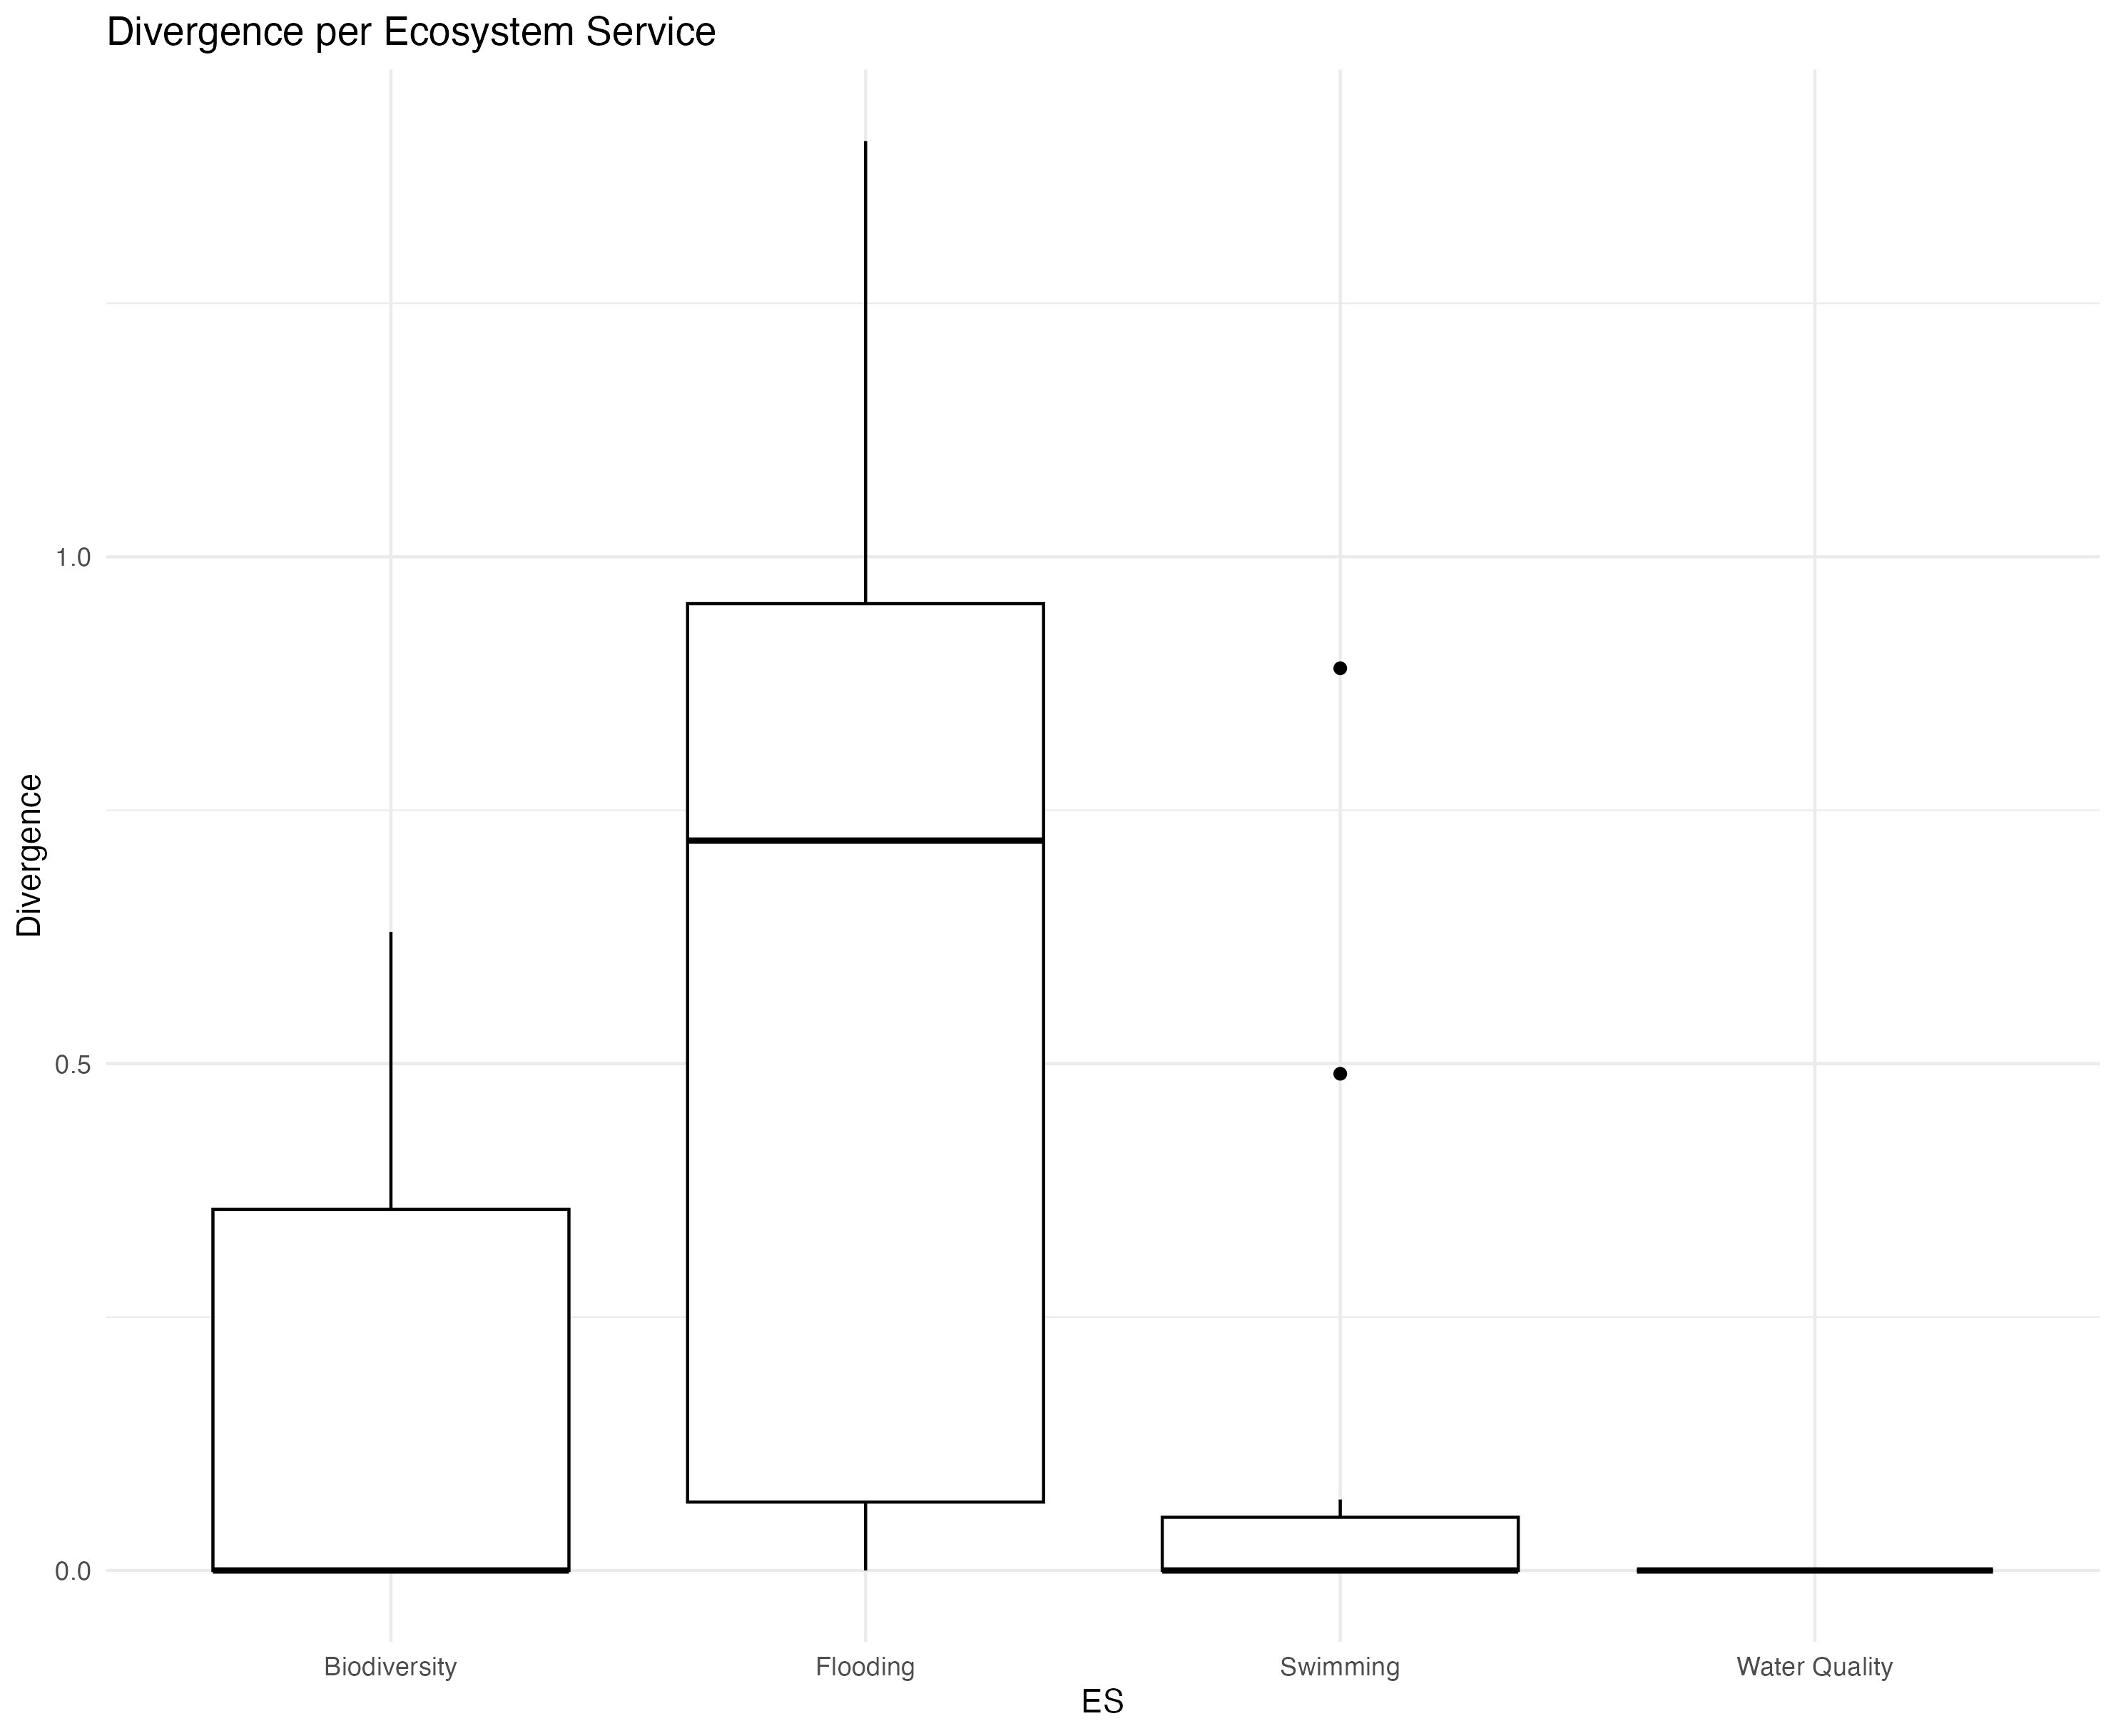 Divergence per Ecosystem Service
Divergence
1.0
0.5
0.0
Biodiversity
Flooding
Swimming
Water Quality
ES